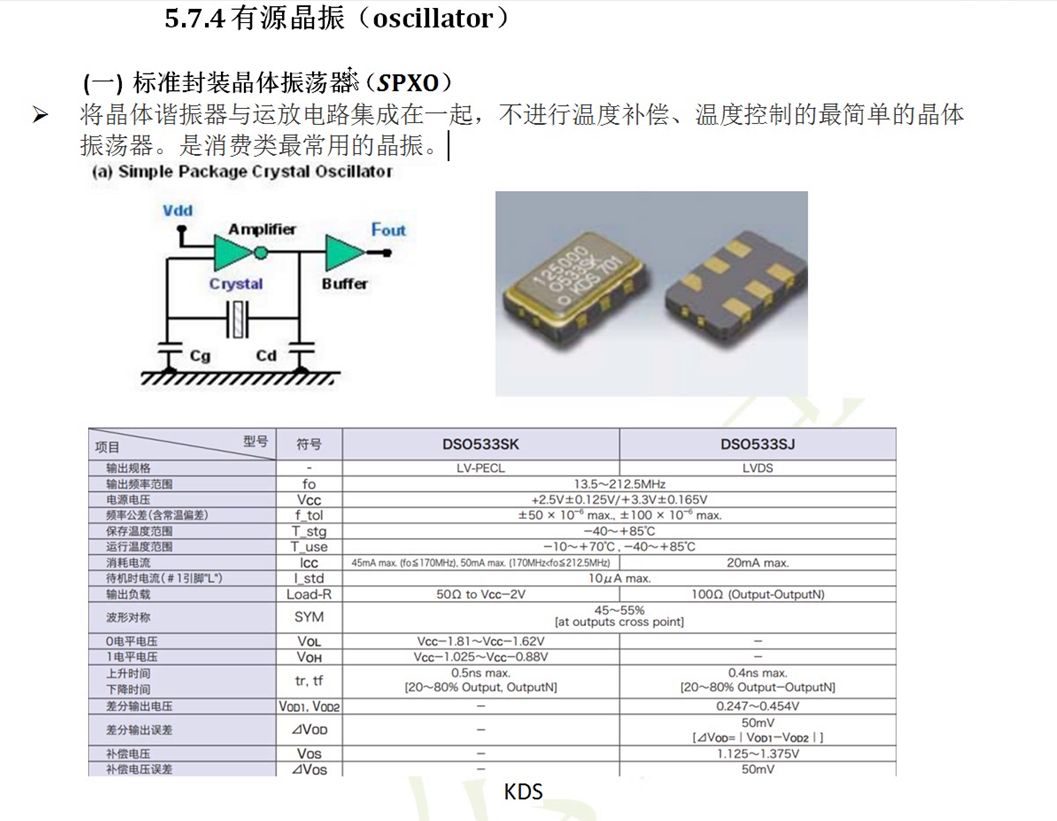 5.7.4有源晶振（oscillator）
(一) 标准封装晶体振荡器（SPXO）
➤ 将晶体谐振器与运放电路集成在一起，不进行温度补偿、温度控制的最简单的晶体
振荡器。是消费类最常用的晶振。
(a) Simple Package Crystal Oscillator
Vdd
Amplifier
Fout
Crystal
Buffer
Cg
Cd
125000
O533SK
KDS 701
项目 型号 符号 DSO533SK DSO533SJ
输出规格 - LV-PECL LVDS
输出频率范围 fo 13.5～212.5MHz
电源电压 Vcc +2.5V±0.125V/+3.3V±0.165V
频率公差(含常温偏差) f_tol ±50 × 10⁻⁶ max., ±100 × 10⁻⁶ max.
保存温度范围 T_stg −40～+85℃
运行温度范围 T_use −10～+70℃, −40～+85℃
消耗电流 Icc 45mA max. (fo≦170MHz), 50mA max. (170MHz<fo≦212.5MHz) 20mA max.
待机时电流(#1引脚"L") I_std 10μA max.
输出负载 Load-R 50Ω to Vcc−2V 100Ω (Output-OutputN)
波形对称 SYM 45～55%
[at outputs cross point]
0电平电压 VOL Vcc−1.81～Vcc−1.62V −
1电平电压 VOH Vcc−1.025～Vcc−0.88V −
上升时间 tr, tf 0.5ns max. 0.4ns max.
下降时间 [20～80% Output, OutputN] [20～80% Output−OutputN]
差分输出电压 VOD1, VOD2 − 0.247～0.454V
差分输出误差 ⊿VOD − 50mV
[⊿VOD=|VOD1−VOD2|]
补偿电压 VOS − 1.125～1.375V
补偿电压误差 ⊿VOS − 50mV
KDS